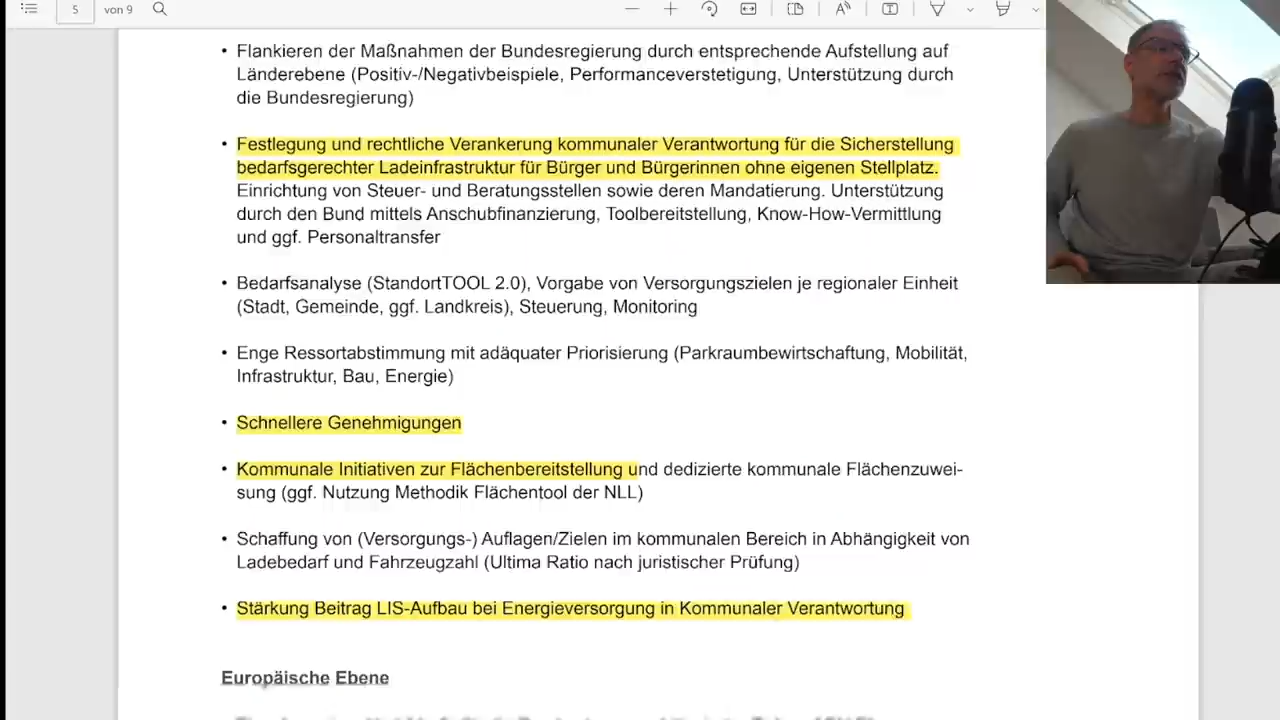 5 von 9
• Flankieren der Maßnahmen der Bundesregierung durch entsprechende Aufstellung auf
Länderebene (Positiv-/Negativbeispiele, Performanceverstetigung, Unterstützung durch
die Bundesregierung)
• Festlegung und rechtliche Verankerung kommunaler Verantwortung für die Sicherstellung
bedarfsgerechter Ladeinfrastruktur für Bürger und Bürgerinnen ohne eigenen Stellplatz.
Einrichtung von Steuer- und Beratungsstellen sowie deren Mandatierung. Unterstützung
durch den Bund mittels Anschubfinanzierung, Toolbereitstellung, Know-How-Vermittlung
und ggf. Personaltransfer
• Bedarfsanalyse (StandortTOOL 2.0), Vorgabe von Versorgungszielen je regionaler Einheit
(Stadt, Gemeinde, ggf. Landkreis), Steuerung, Monitoring
• Enge Ressortabstimmung mit adäquater Priorisierung (Parkraumbewirtschaftung, Mobilität,
Infrastruktur, Bau, Energie)
• Schnellere Genehmigungen
• Kommunale Initiativen zur Flächenbereitstellung und dedizierte kommunale Flächenzuwei-
sung (ggf. Nutzung Methodik Flächentool der NLL)
• Schaffung von (Versorgungs-) Auflagen/Zielen im kommunalen Bereich in Abhängigkeit von
Ladebedarf und Fahrzeugzahl (Ultima Ratio nach juristischer Prüfung)
• Stärkung Beitrag LIS-Aufbau bei Energieversorgung in Kommunaler Verantwortung
Europäische Ebene